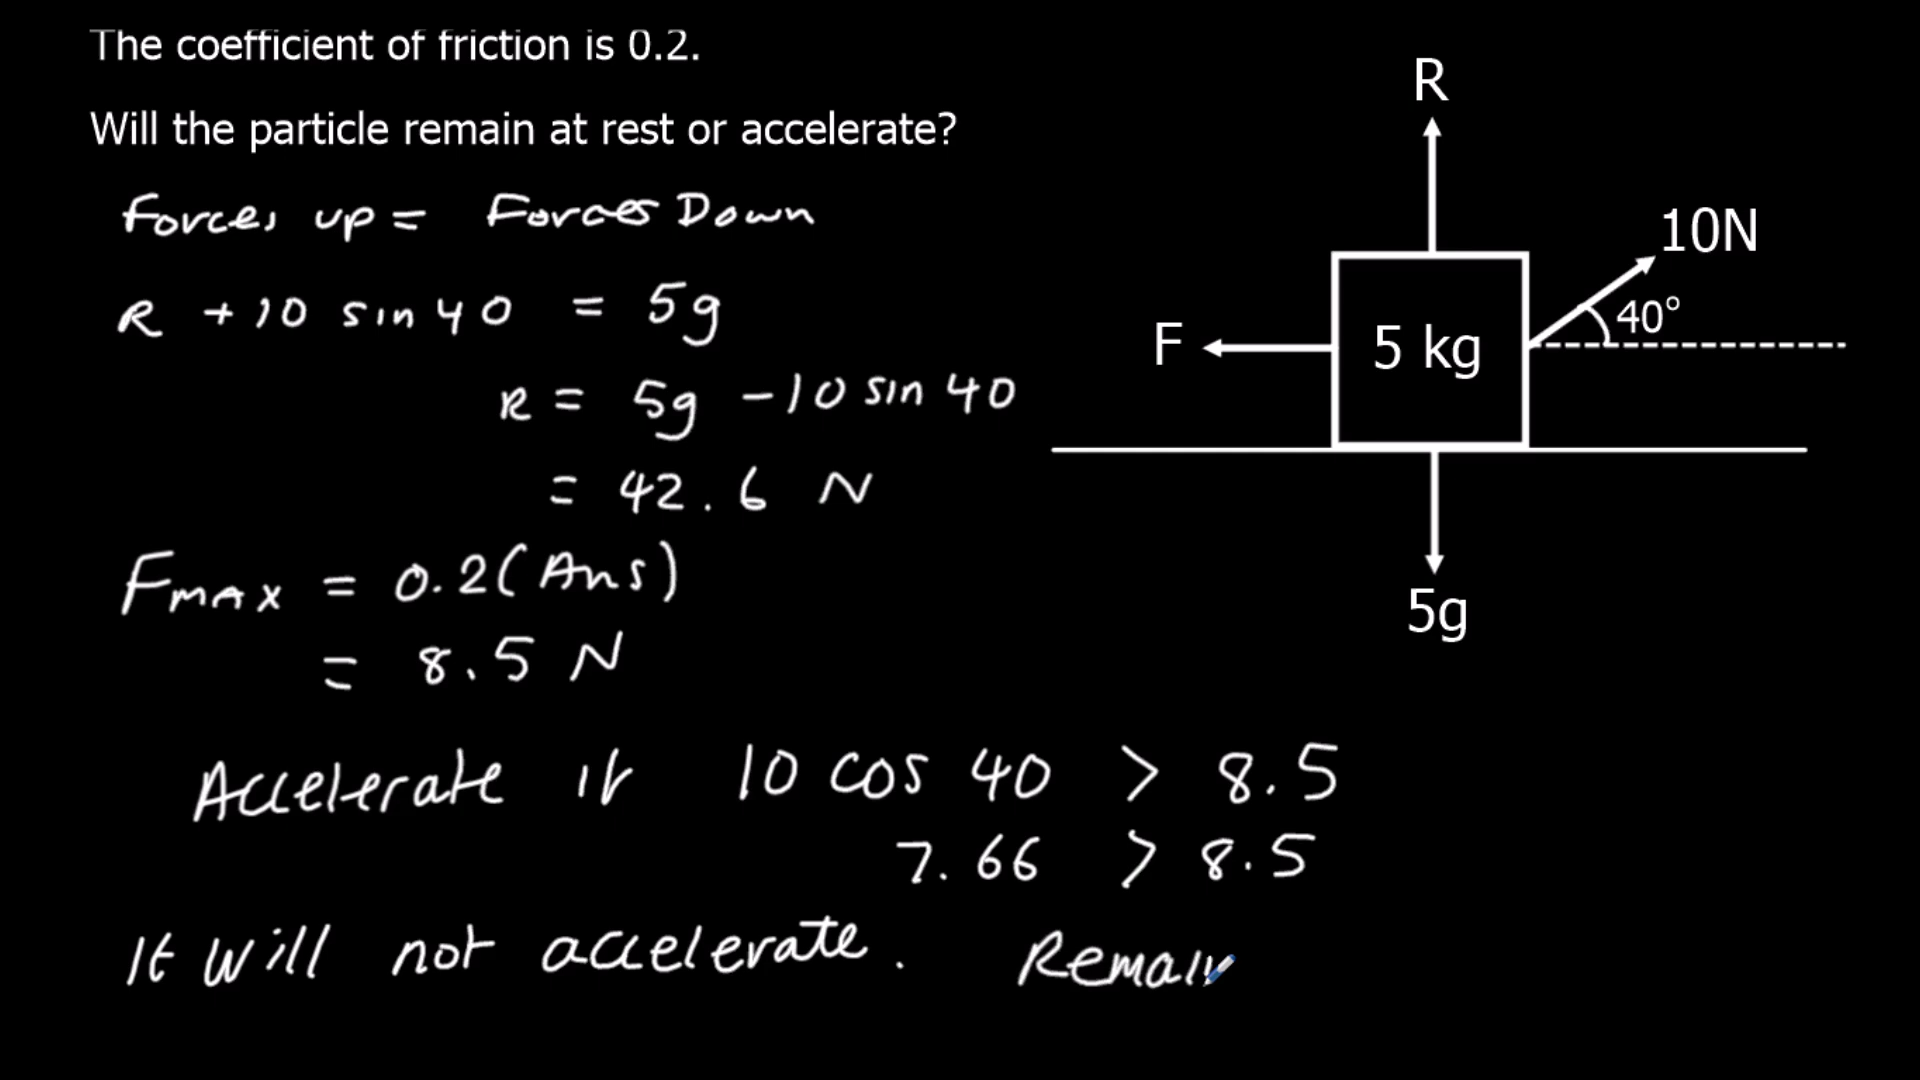 The coefficient of friction is 0.2.
Will the particle remain at rest or accelerate?
Forces up = Forces Down
R + 10 sin 40 = 5g
R = 5g - 10 sin 40
= 42.6 N
Fmax = 0.2(Ans)
= 8.5 N
Accelerate if 10 cos 40 > 8.5
7.66 > 8.5
It will not accelerate. Remain
R
10N
40°
F
5 kg
5g